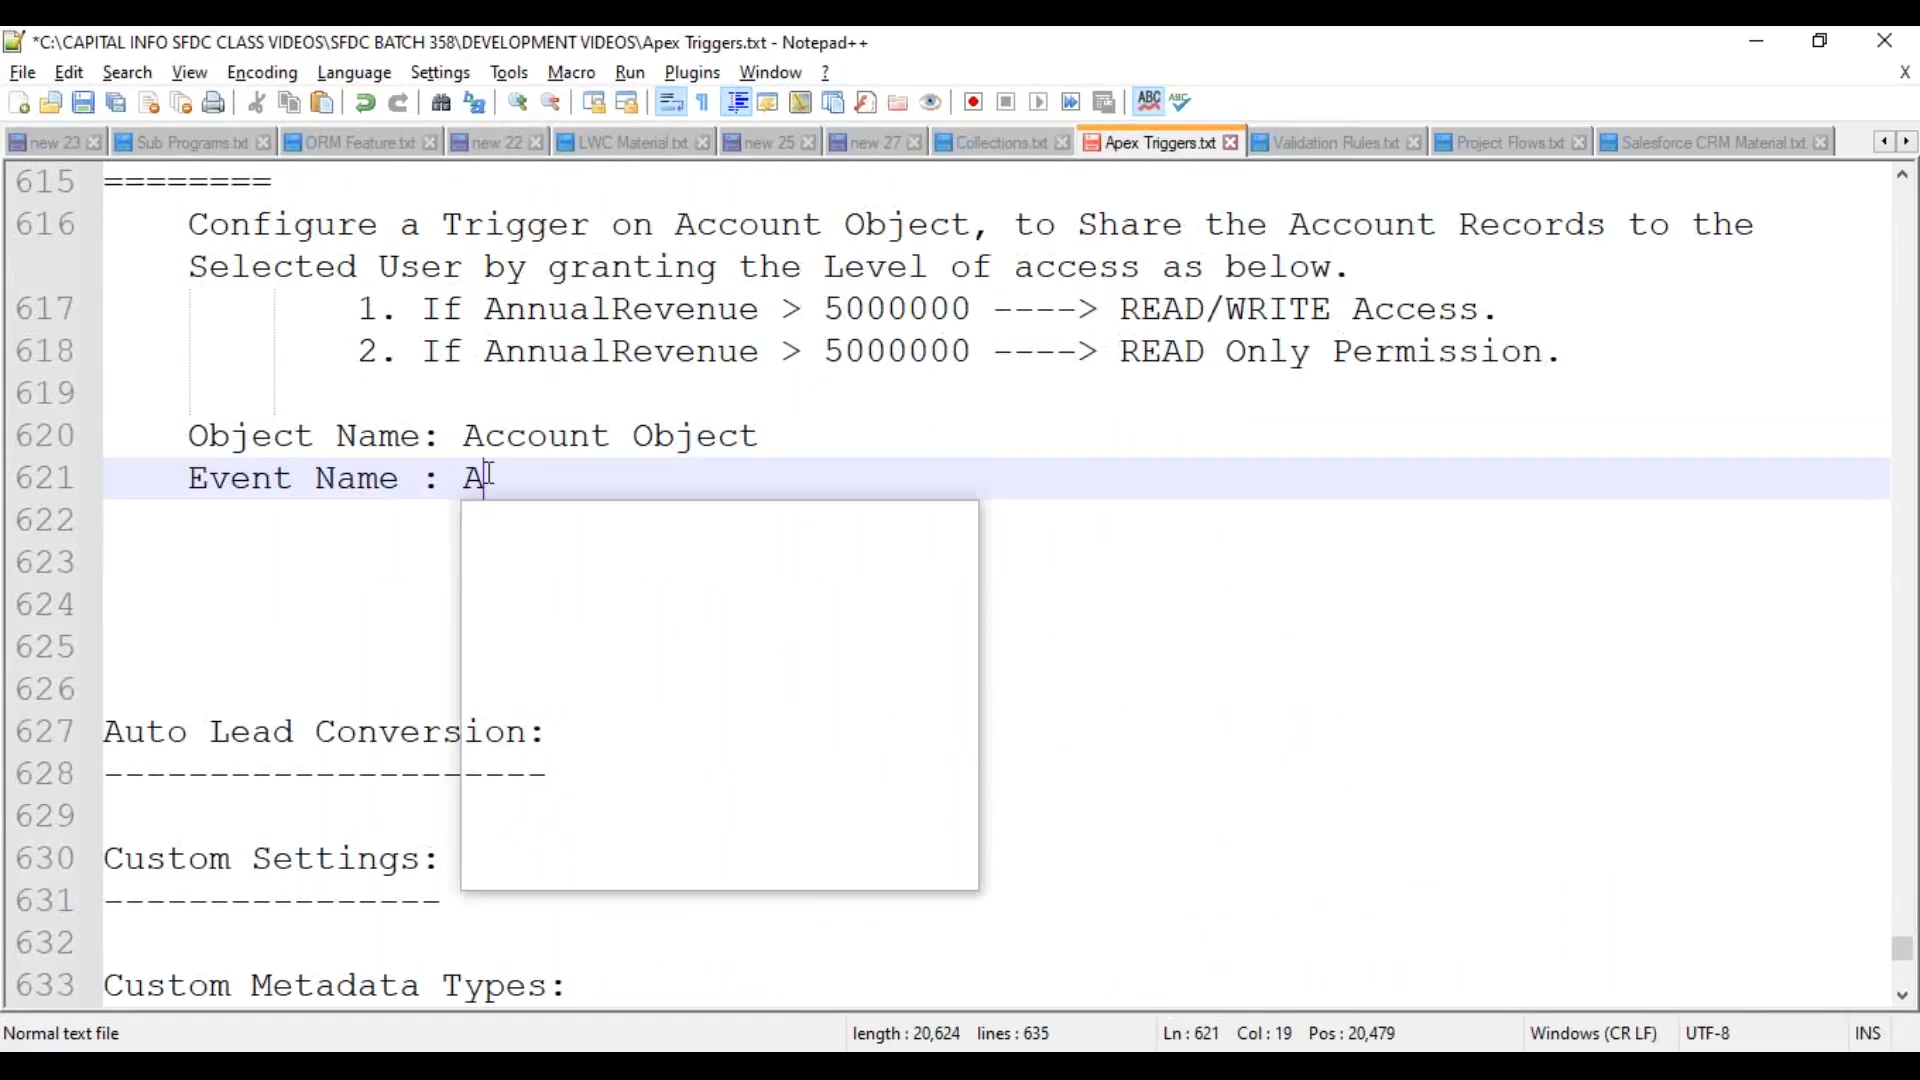 *C:\CAPITAL INFO SFDC CLASS VIDEOS\SFDC BATCH 358\DEVELOPMENT VIDEOS\Apex Triggers.txt - Notepad++
File Edit Search View Encoding Language Settings Tools Macro Run Plugins Window ? X
new 23 Sub Programs.txt ORM Feature.txt new 22 LWC Material.txt new 25 new 27 Collections.txt Apex Triggers.txt Validation Rules.txt Project Flows.txt Salesforce CRM Material.txt
615 ========
616 Configure a Trigger on Account Object, to Share the Account Records to the
Selected User by granting the Level of access as below.
617 1. If AnnualRevenue > 5000000 ----> READ/WRITE Access.
618 2. If AnnualRevenue > 5000000 ----> READ Only Permission.
619
620 Object Name: Account Object
621 Event Name : A
622
623
624
625
626
627 Auto Lead Conversion:
628 ---------------------
629
630 Custom Settings:
631 ----------------
632
633 Custom Metadata Types:
Normal text file length : 20,624 lines : 635 Ln : 621 Col : 19 Pos : 20,479 Windows (CR LF) UTF-8 INS